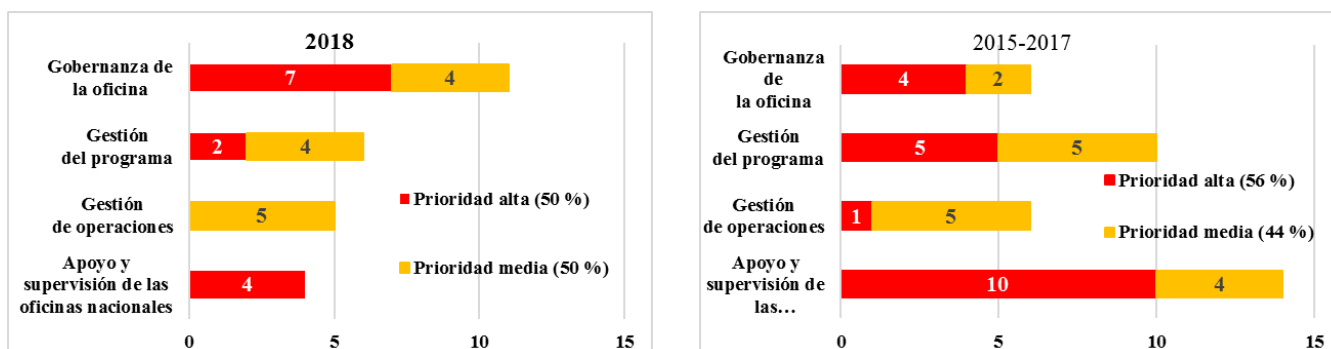 2018
Gobernanza de
la oficina
7
4
Gestión
del programa
2
4
Gestión
de operaciones
5
Apoyo y
supervisión de las
oficinas nacionales
4
Prioridad alta (50 %)
Prioridad media (50 %)
0
5
10
15
2015-2017
Gobernanza
de
la oficina
4
2
Gestión
del programa
5
5
Gestión
de operaciones
1
5
Apoyo y
supervisión de
las…
10
4
Prioridad alta (56 %)
Prioridad media (44 %)
0
5
10
15